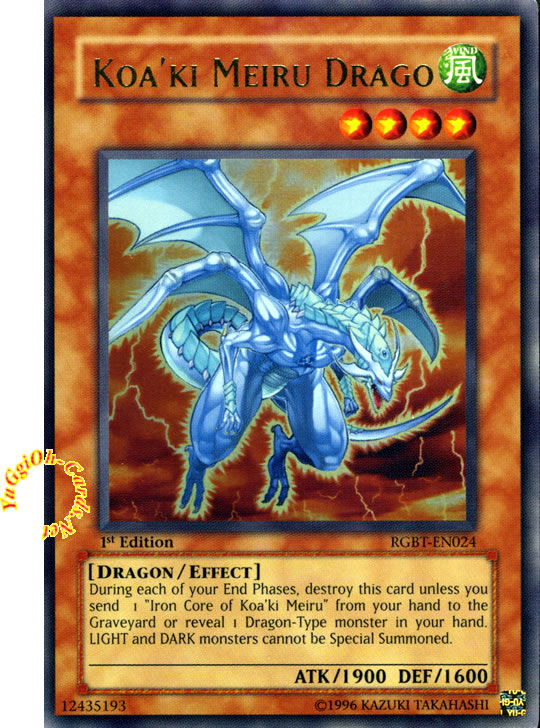 KOA'KI MEIRU DRAGO
WIND
風
YuGgiOh-Cards.Net
1st Edition
RGBT-EN024
[DRAGON/EFFECT]
During each of your End Phases, destroy this card unless you
send 1 "Iron Core of Koa'ki Meiru" from your hand to the
Graveyard or reveal 1 Dragon-Type monster in your hand.
LIGHT and DARK monsters cannot be Special Summoned.
ATK/1900 DEF/1600
12435193
©1996 KAZUKI TAKAHASHI